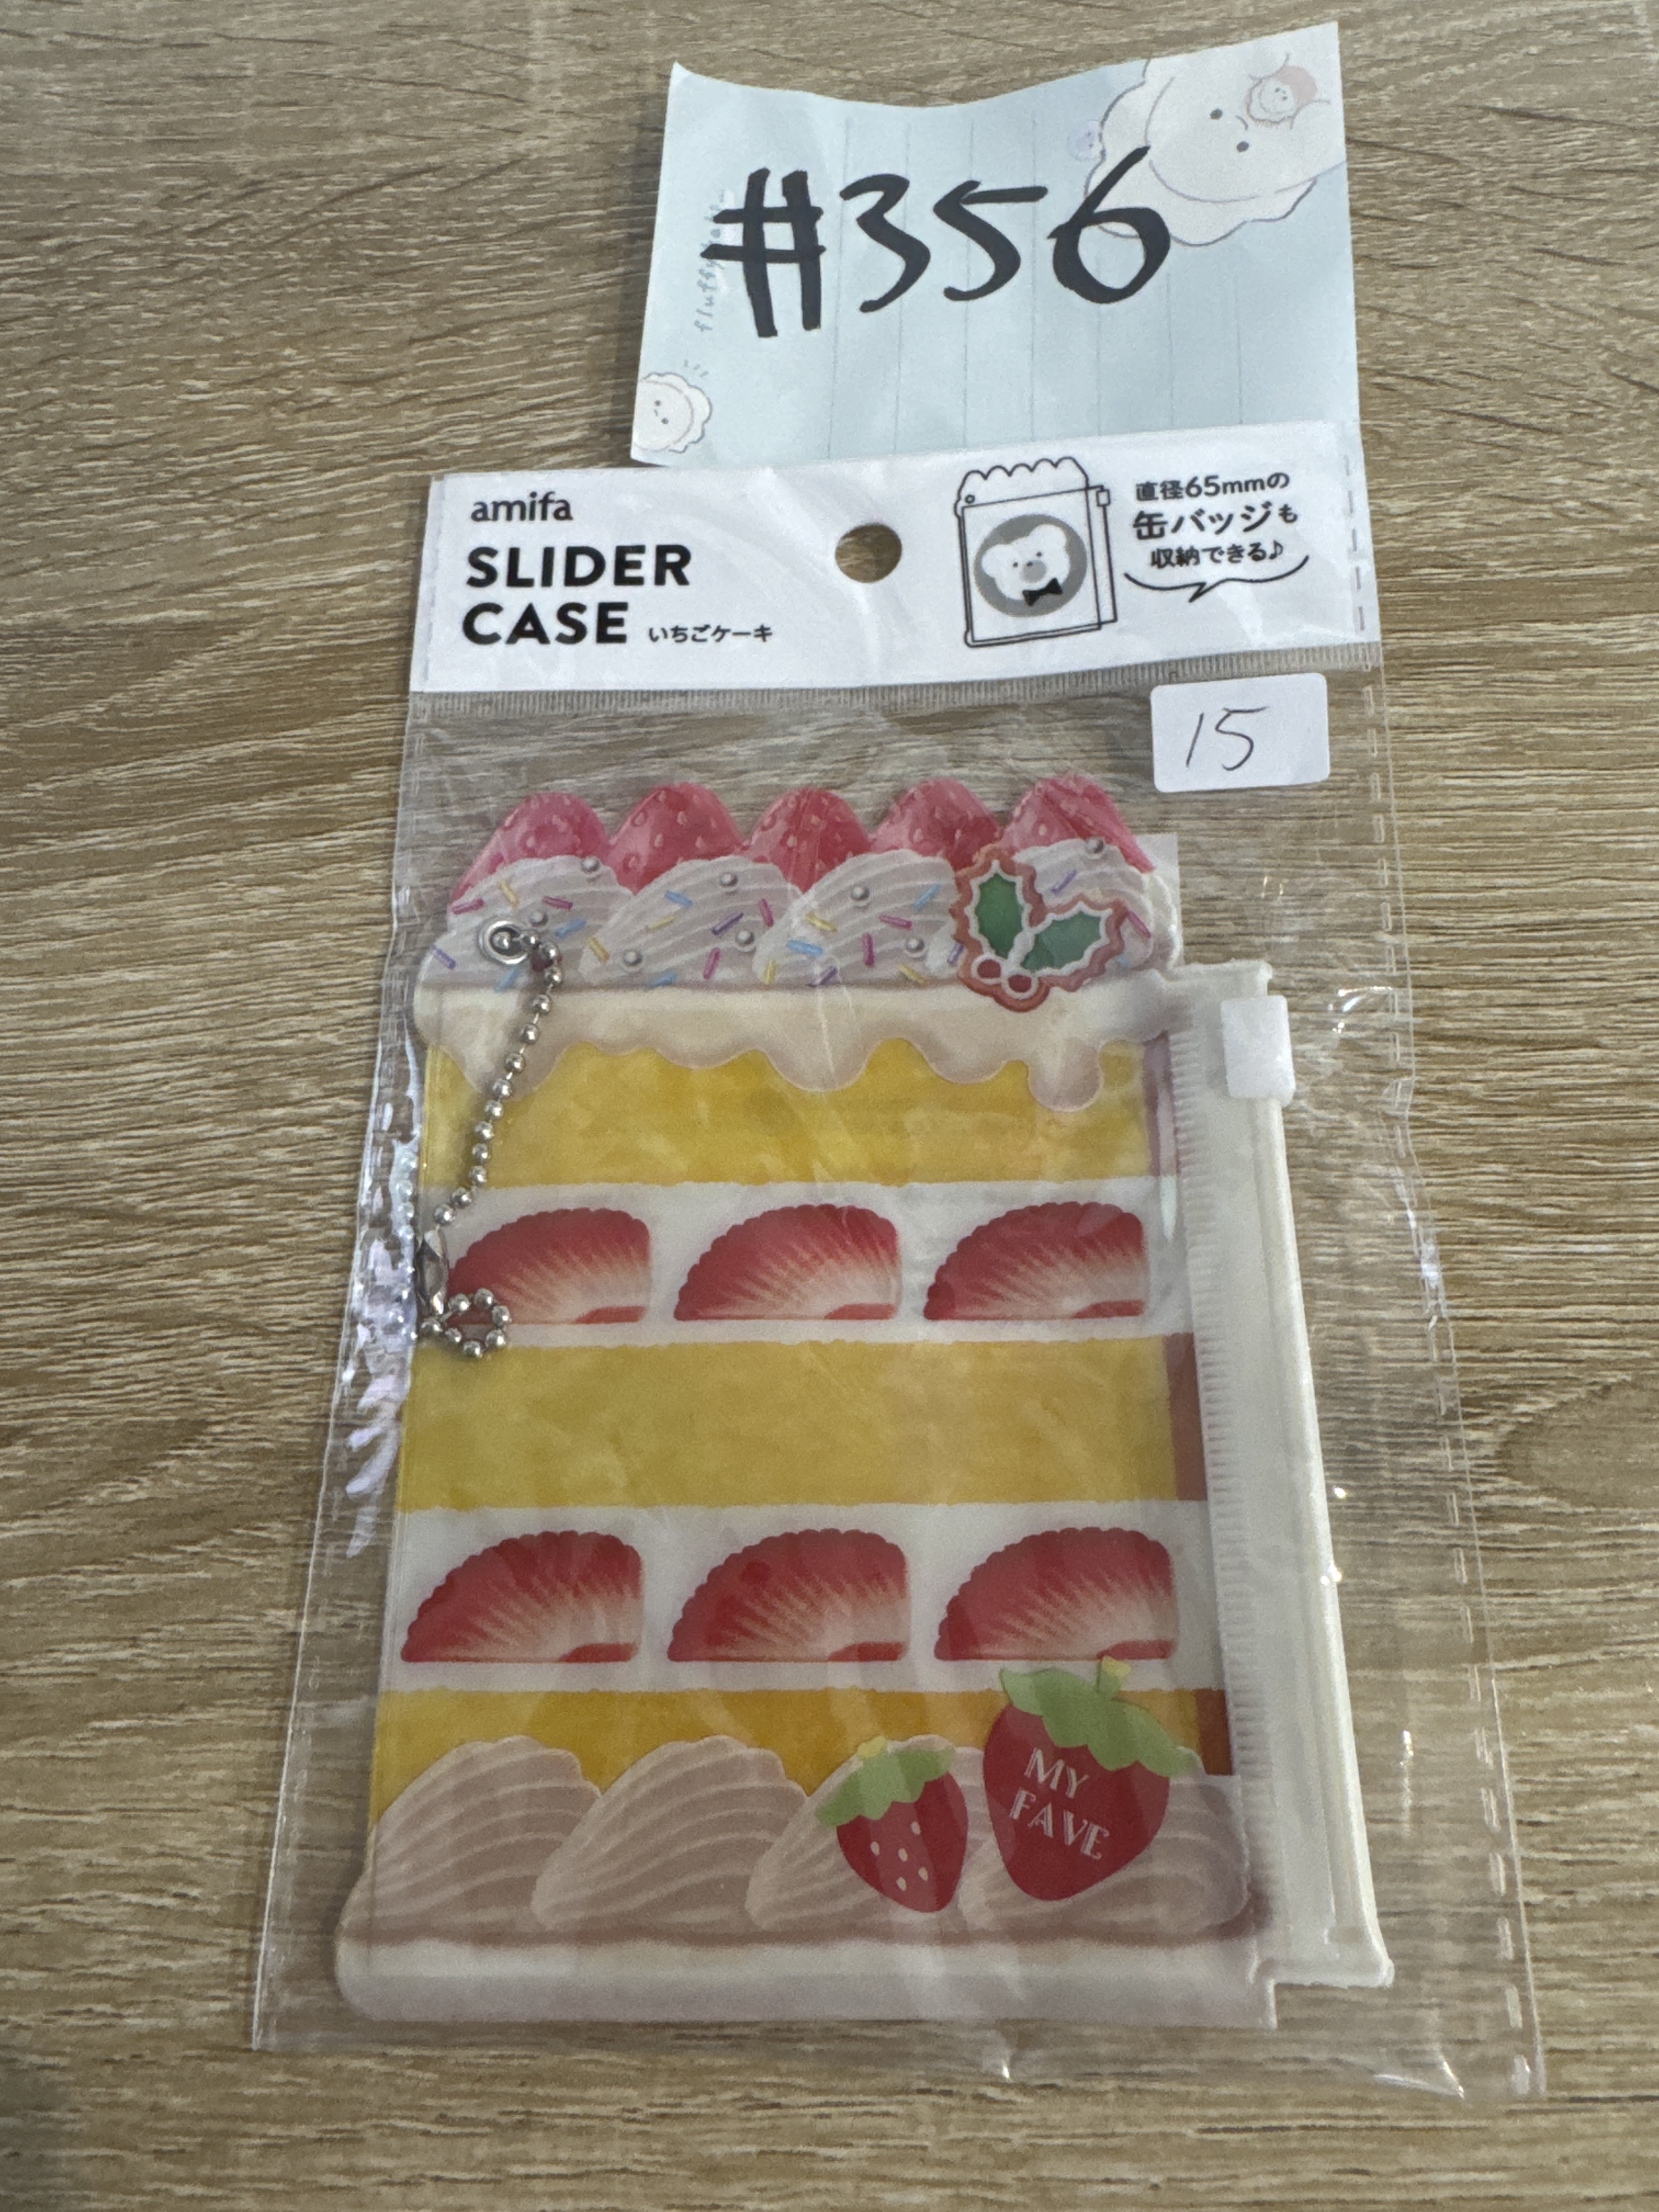 #356
fluffy
amifa
SLIDER
CASE いちごケーキ
直径65mmの
缶バッジも
収納できる♪
15
MY
FAVE